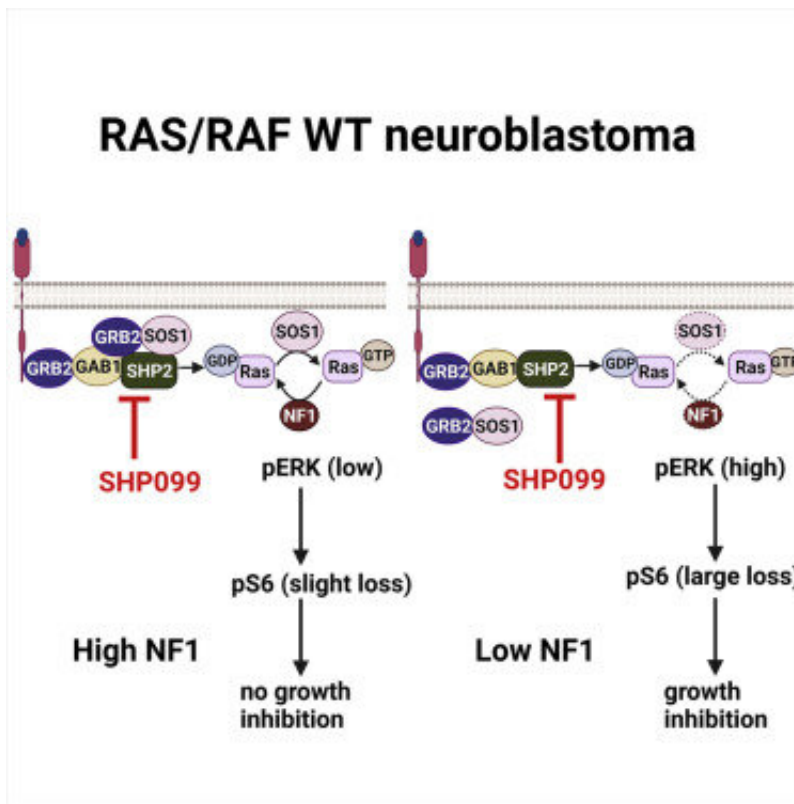 RAS/RAF WT neuroblastoma
GRB2 SOS1
GRB2 GAB1 SHP2
GDP Ras
SOS1
Ras GTP
NF1
SHP099
pERK (low)
pS6 (slight loss)
High NF1
no growth
inhibition
GRB2 GAB1 SHP2
GRB2 SOS1
GDP Ras
SOS1
Ras GTP
NF1
SHP099
pERK (high)
pS6 (large loss)
Low NF1
growth
inhibition